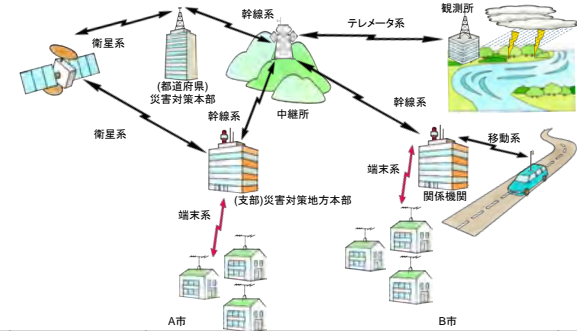 観測所
幹線系
テレメータ系
衛星系
(都道府県)
災害対策本部
中継所
幹線系
幹線系
衛星系
移動系
端末系
関係機関
(支部)災害対策地方本部
端末系
A市
B市